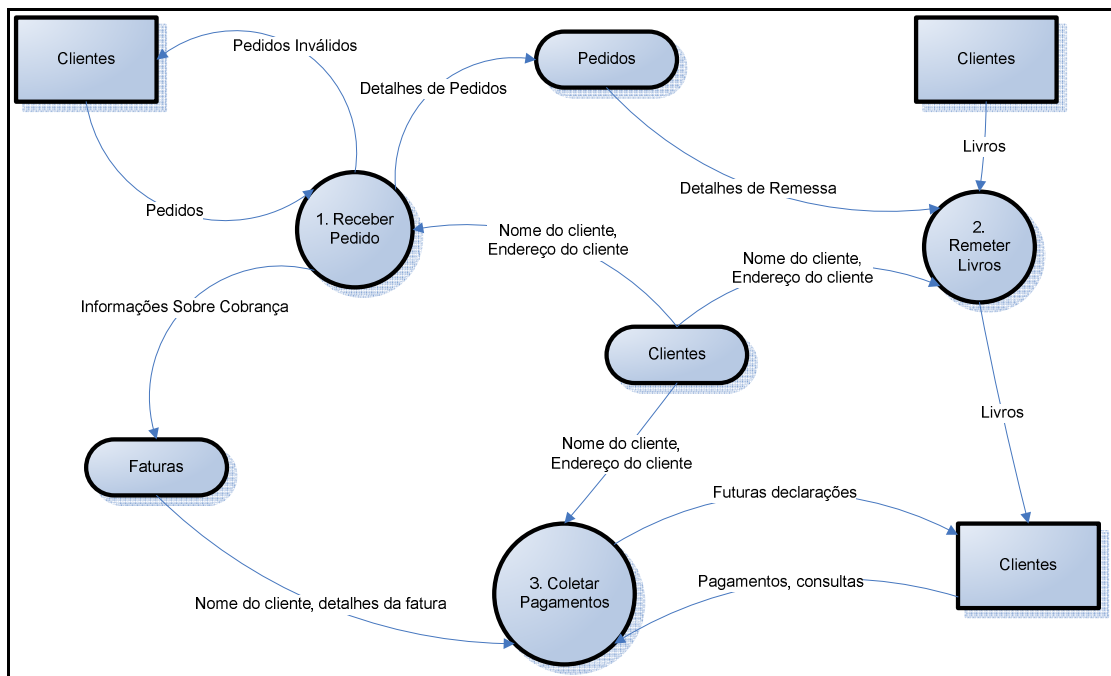 Clientes
Pedidos Inválidos
Pedidos
Clientes
Detalhes de Pedidos
Livros
Detalhes de Remessa
Pedidos
1. Receber
Pedido
Nome do cliente,
Endereço do cliente
2.
Remeter
Livros
Nome do cliente,
Endereço do cliente
Informações Sobre Cobrança
Clientes
Livros
Nome do cliente,
Endereço do cliente
Faturas
Futuras declarações
Clientes
3. Coletar
Pagamentos
Pagamentos, consultas
Nome do cliente, detalhes da fatura